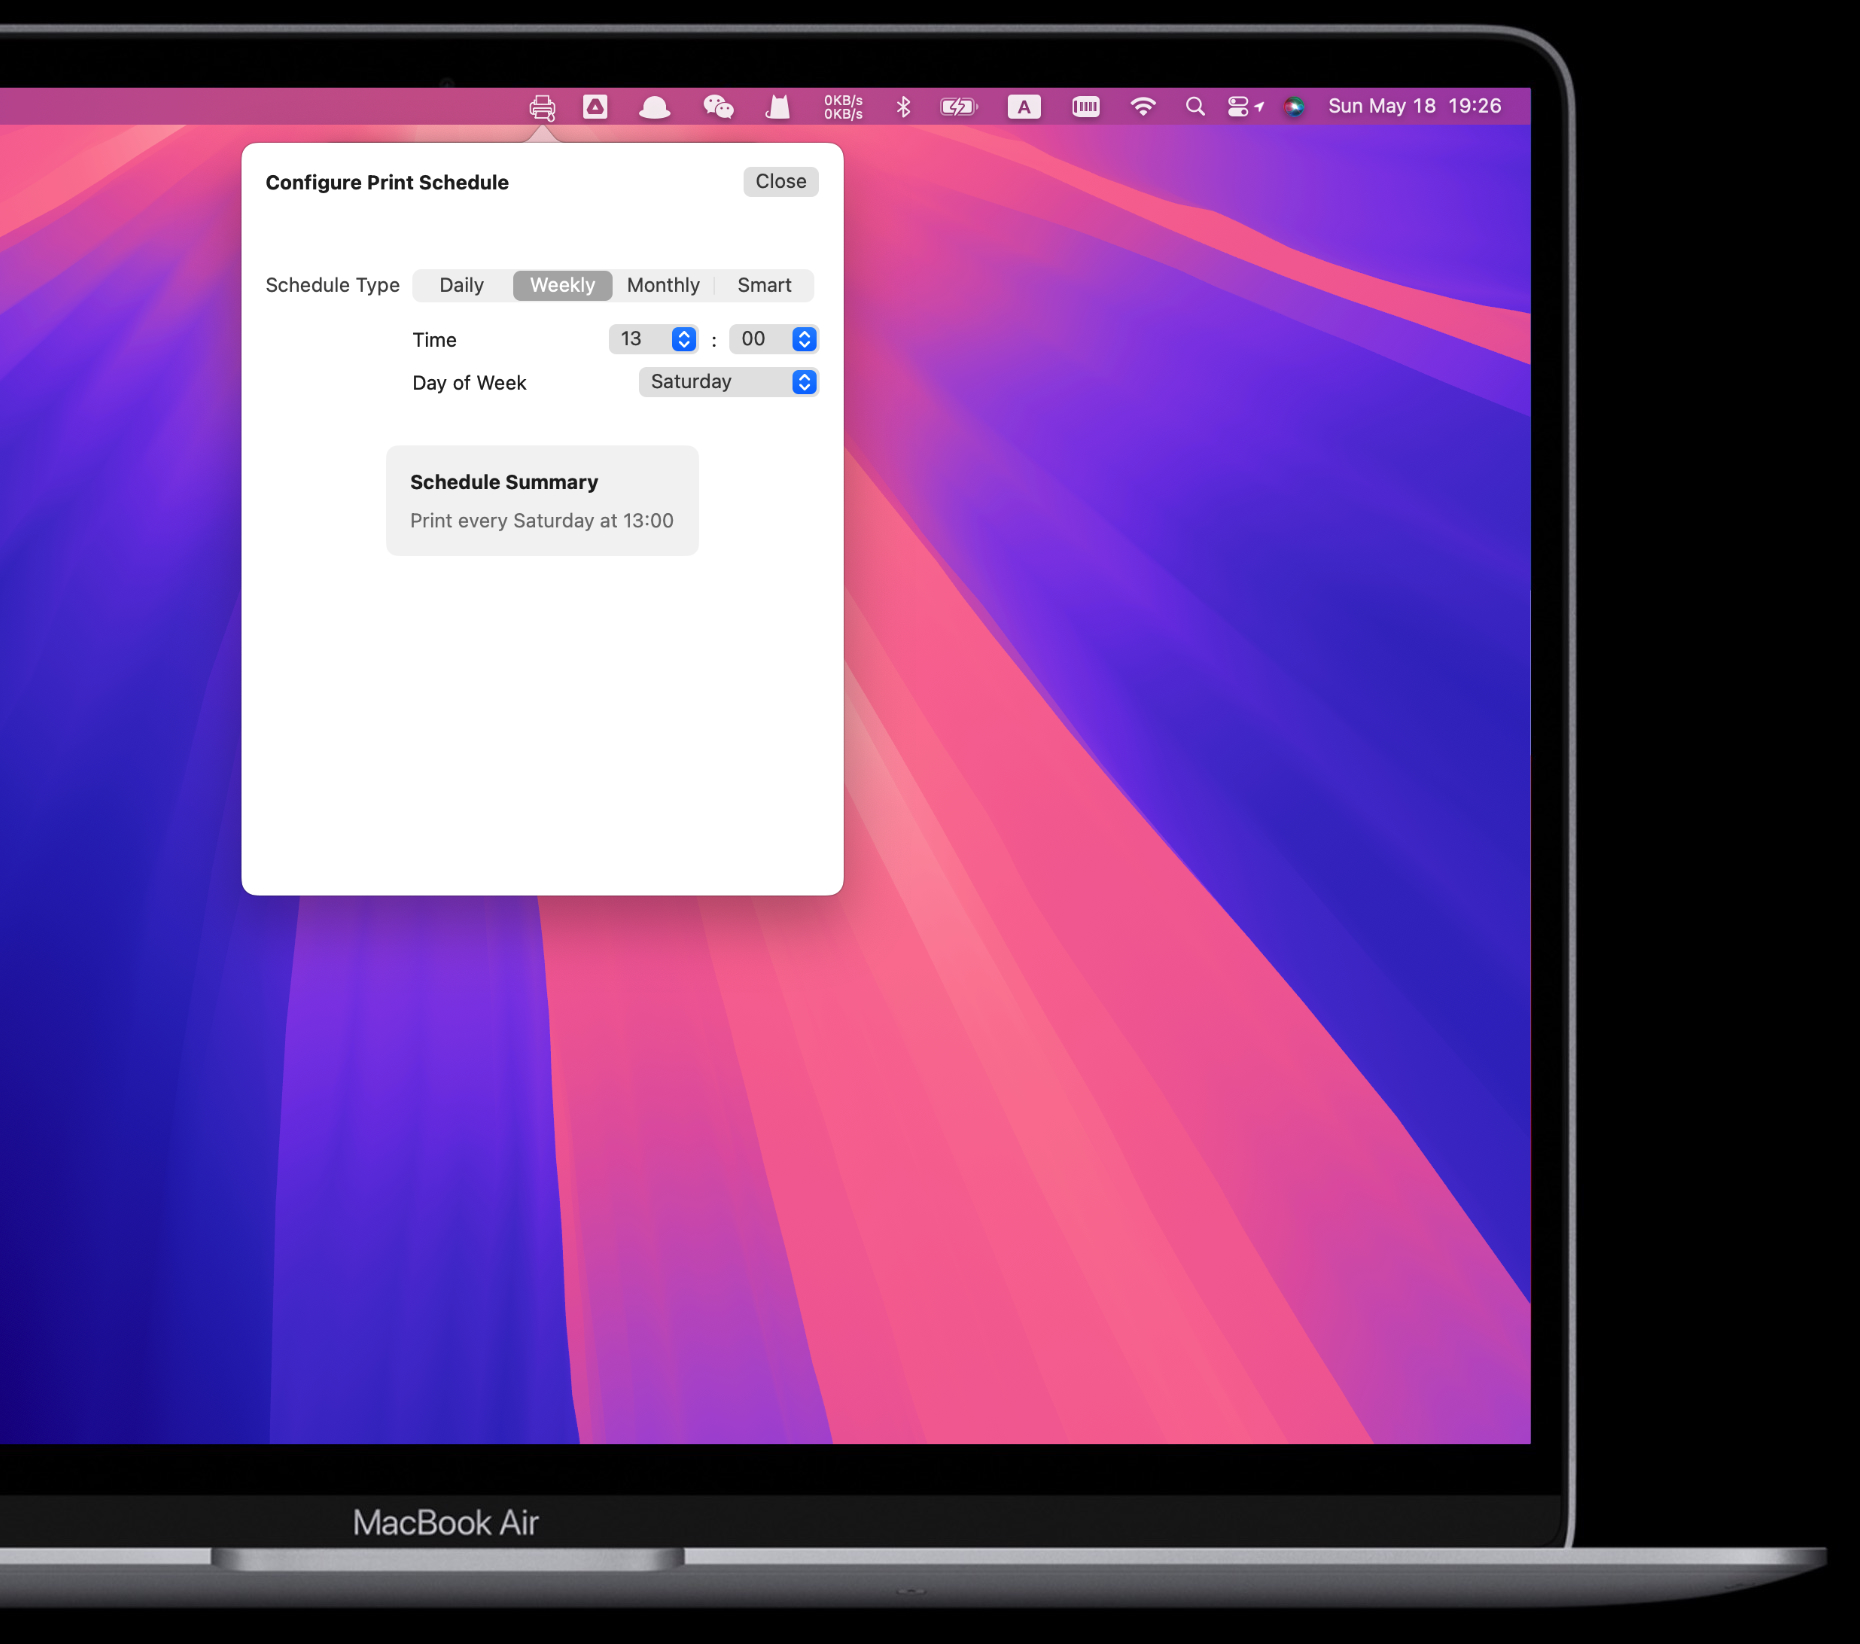 0KB/s
0KB/s
A
Sun May 18 19:26
Configure Print Schedule
Close
Schedule Type Daily Weekly Monthly Smart
Time 13 : 00
Day of Week Saturday
Schedule Summary
Print every Saturday at 13:00
MacBook Air